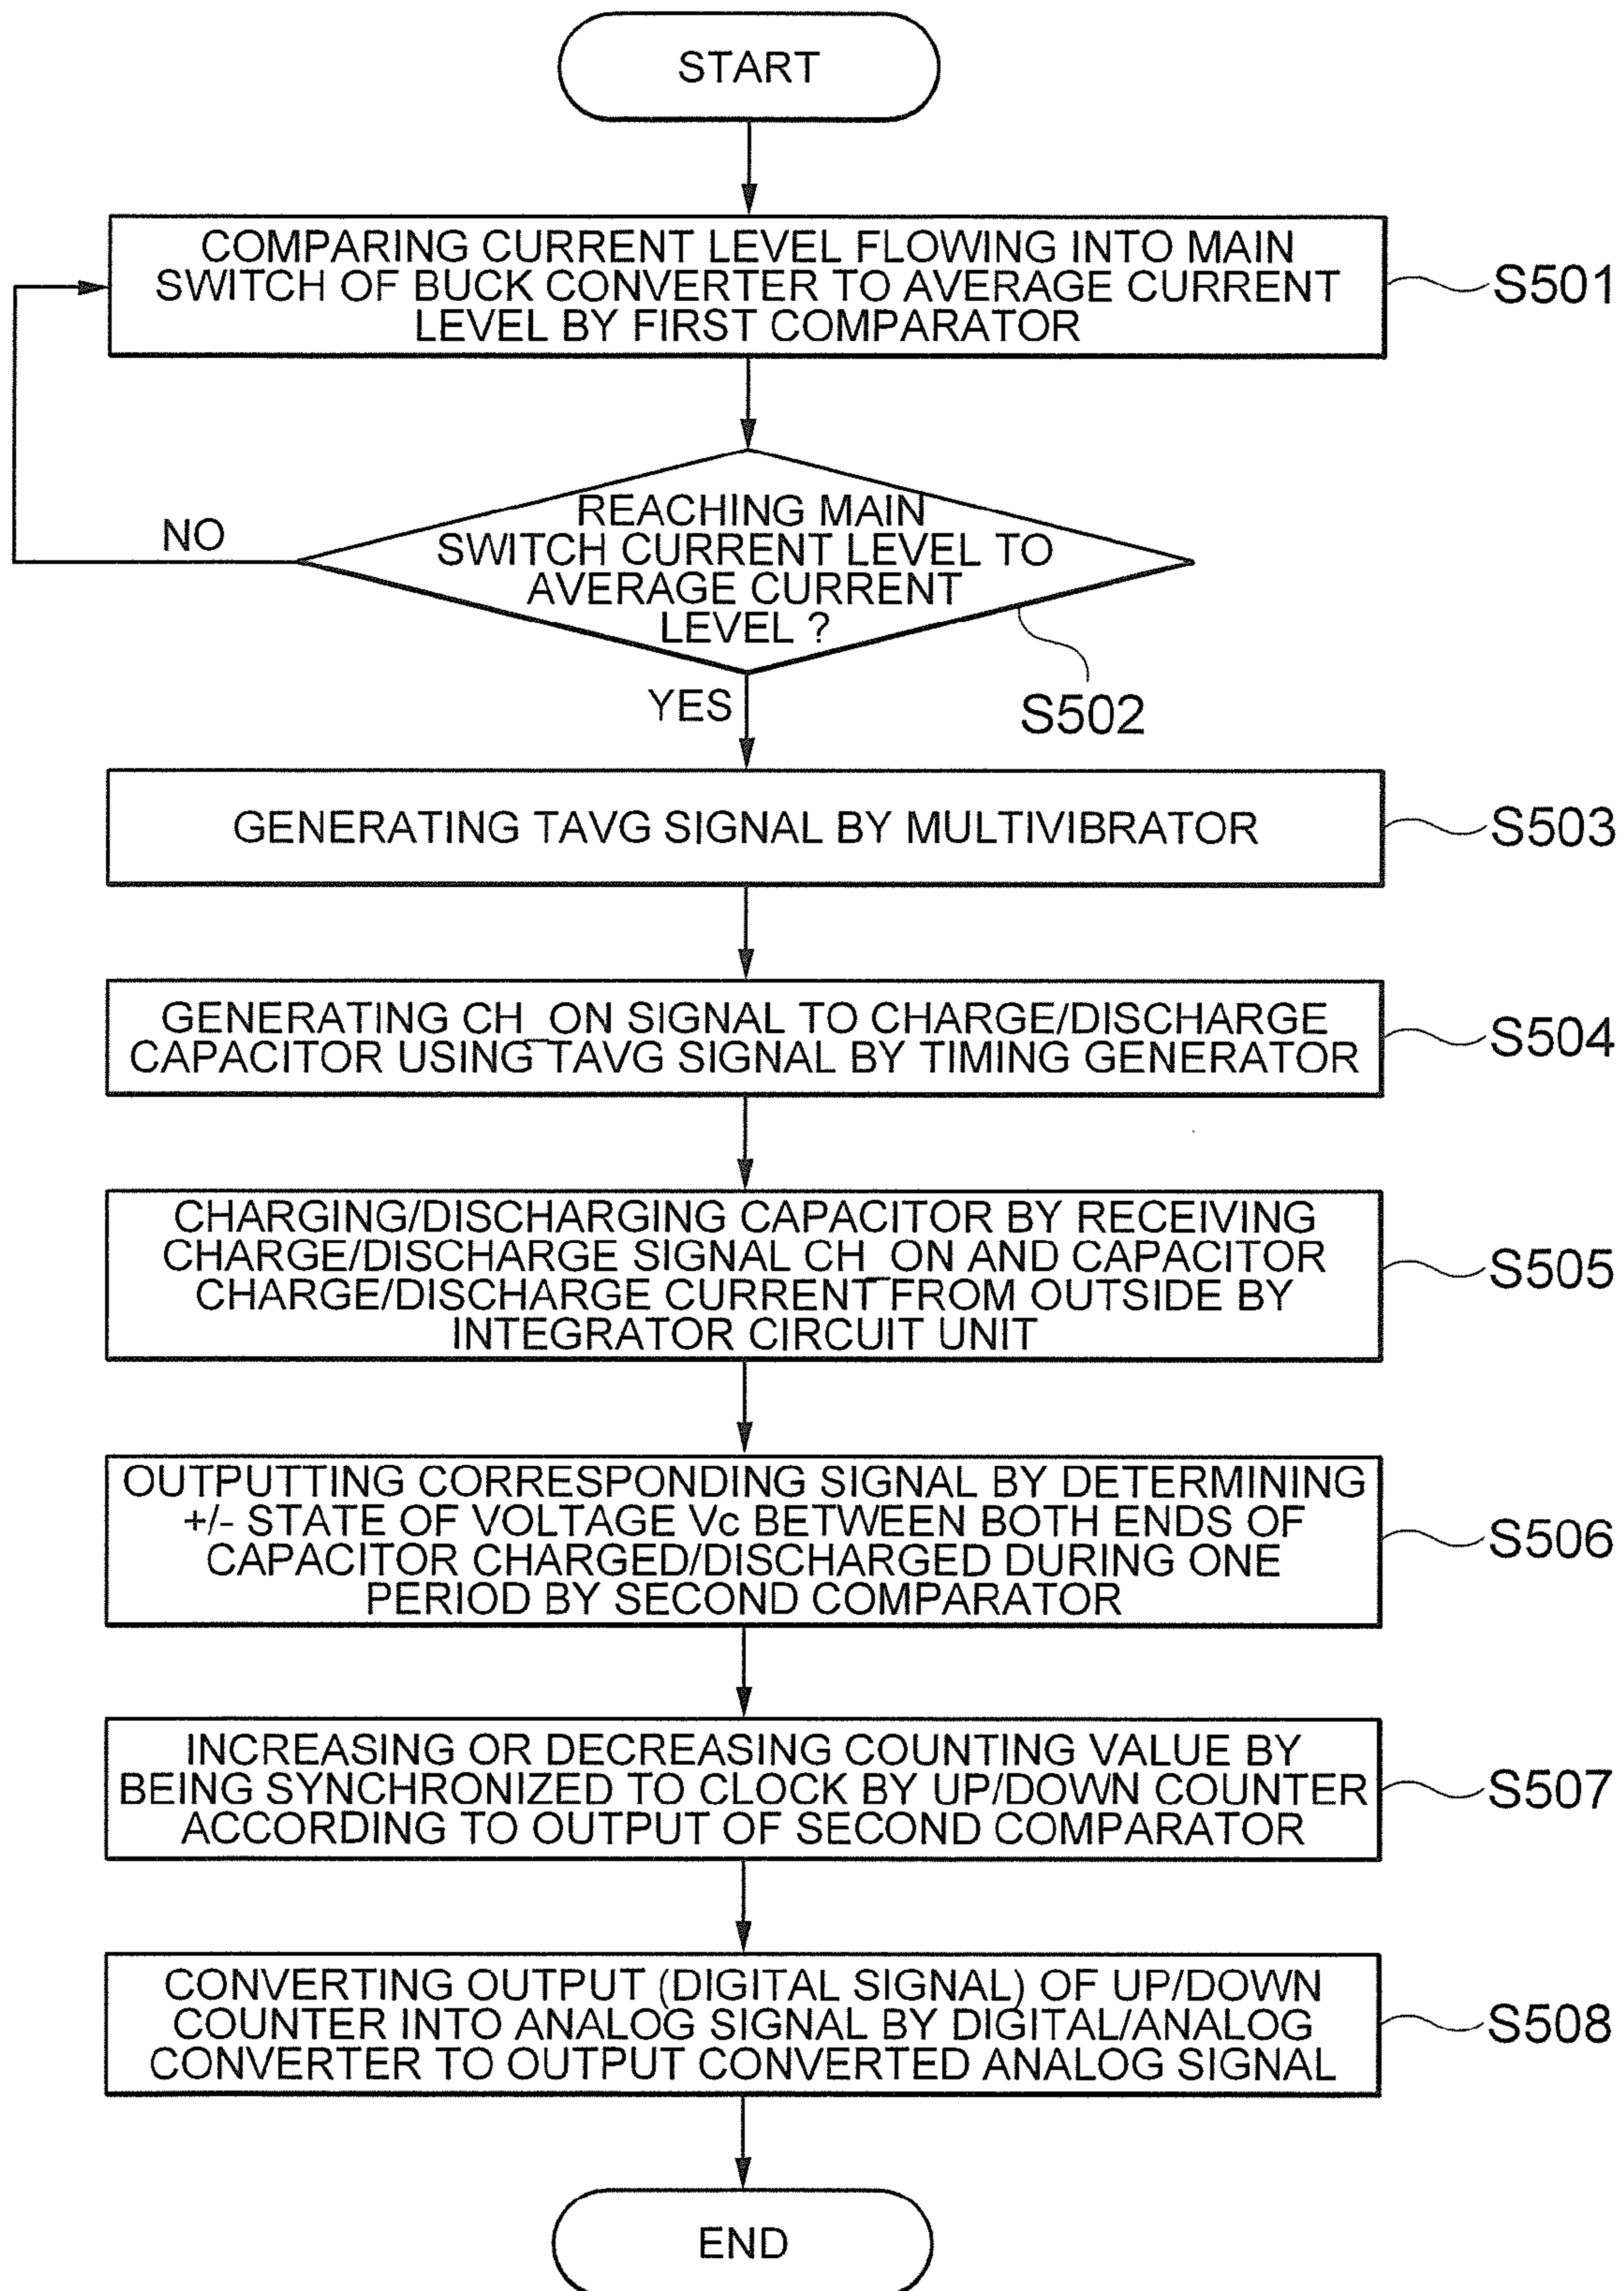 START
COMPARING CURRENT LEVEL FLOWING INTO MAIN
SWITCH OF BUCK CONVERTER TO AVERAGE CURRENT
LEVEL BY FIRST COMPARATOR
S501
REACHING MAIN
SWITCH CURRENT LEVEL TO
AVERAGE CURRENT
LEVEL ?
NO
S502
YES
GENERATING TAVG SIGNAL BY MULTIVIBRATOR
S503
GENERATING CH_ON SIGNAL TO CHARGE/DISCHARGE
CAPACITOR USING TAVG SIGNAL BY TIMING GENERATOR
S504
CHARGING/DISCHARGING CAPACITOR BY RECEIVING
CHARGE/DISCHARGE SIGNAL CH_ON AND CAPACITOR
CHARGE/DISCHARGE CURRENT FROM OUTSIDE BY
INTEGRATOR CIRCUIT UNIT
S505
OUTPUTTING CORRESPONDING SIGNAL BY DETERMINING
+/- STATE OF VOLTAGE Vc BETWEEN BOTH ENDS OF
CAPACITOR CHARGED/DISCHARGED DURING ONE
PERIOD BY SECOND COMPARATOR
S506
INCREASING OR DECREASING COUNTING VALUE BY
BEING SYNCHRONIZED TO CLOCK BY UP/DOWN COUNTER
ACCORDING TO OUTPUT OF SECOND COMPARATOR
S507
CONVERTING OUTPUT (DIGITAL SIGNAL) OF UP/DOWN
COUNTER INTO ANALOG SIGNAL BY DIGITAL/ANALOG
CONVERTER TO OUTPUT CONVERTED ANALOG SIGNAL
S508
END